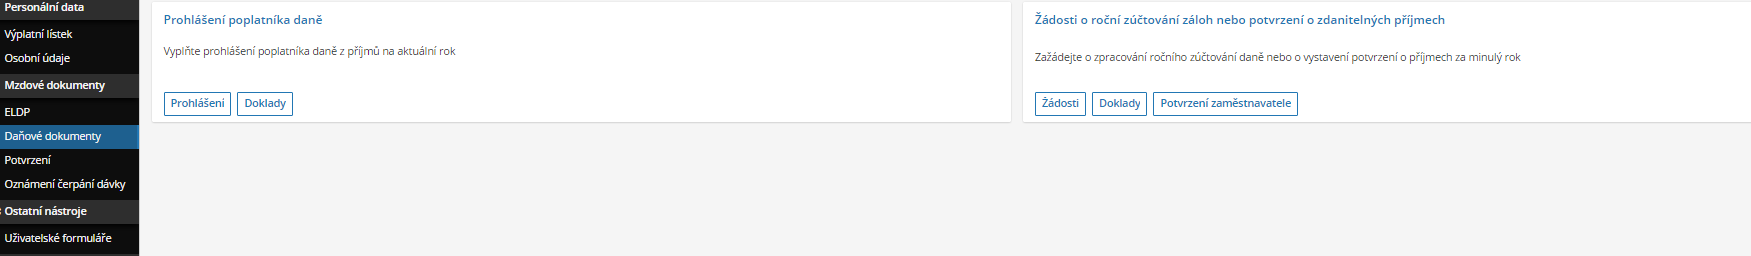 Personální data
Výplatní lístek
Osobní údaje
Mzdové dokumenty
ELDP
Daňové dokumenty
Potvrzení
Oznámení čerpání dávky
Ostatní nástroje
Uživatelské formuláře
Prohlášení poplatníka daně
Vyplňte prohlášení poplatníka daně z příjmů na aktuální rok
Prohlášení Doklady
Žádosti o roční zúčtování záloh nebo potvrzení o zdanitelných příjmech
Zažádejte o zpracování ročního zúčtování daně nebo o vystavení potvrzení o příjmech za minulý rok
Žádosti Doklady Potvrzení zaměstnavatele